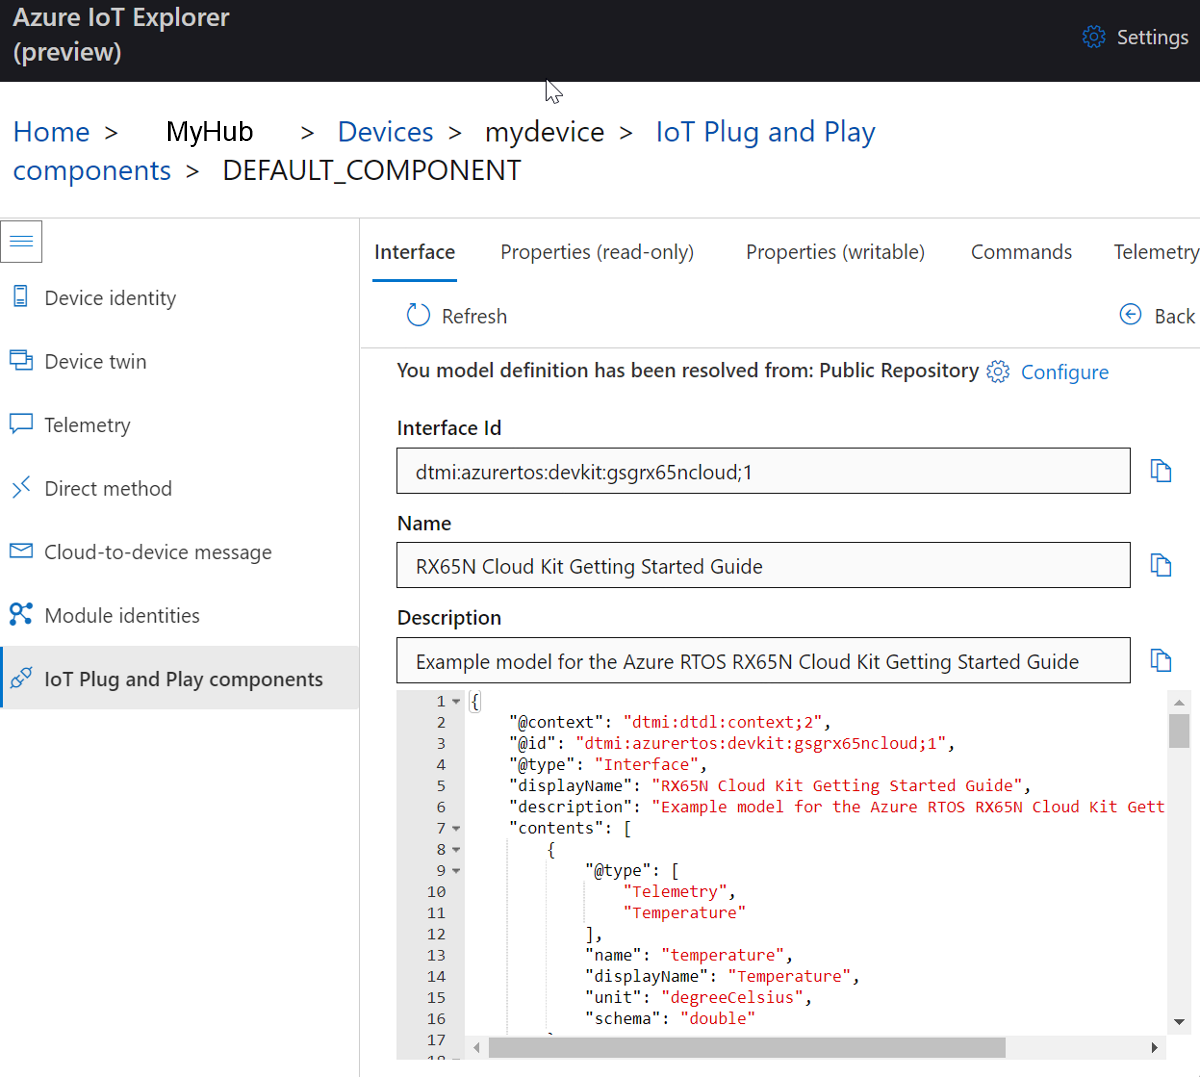 Azure IoT Explorer
(preview)
Settings
Home > MyHub > Devices > mydevice > IoT Plug and Play
components > DEFAULT_COMPONENT
Interface Properties (read-only) Properties (writable) Commands Telemetry
Device identity
Device twin
Telemetry
Direct method
Cloud-to-device message
Module identities
IoT Plug and Play components
Refresh
Back
You model definition has been resolved from: Public Repository Configure
Interface Id
dtmi:azurertos:devkit:gsgrx65ncloud;1
Name
RX65N Cloud Kit Getting Started Guide
Description
Example model for the Azure RTOS RX65N Cloud Kit Getting Started Guide
1 {
2 "@context": "dtmi:dtdl:context;2",
3 "@id": "dtmi:azurertos:devkit:gsgrx65ncloud;1",
4 "@type": "Interface",
5 "displayName": "RX65N Cloud Kit Getting Started Guide",
6 "description": "Example model for the Azure RTOS RX65N Cloud Kit Gett
7 "contents": [
8 {
9 "@type": [
10 "Telemetry",
11 "Temperature"
12 ],
13 "name": "temperature",
14 "displayName": "Temperature",
15 "unit": "degreeCelsius",
16 "schema": "double"
17